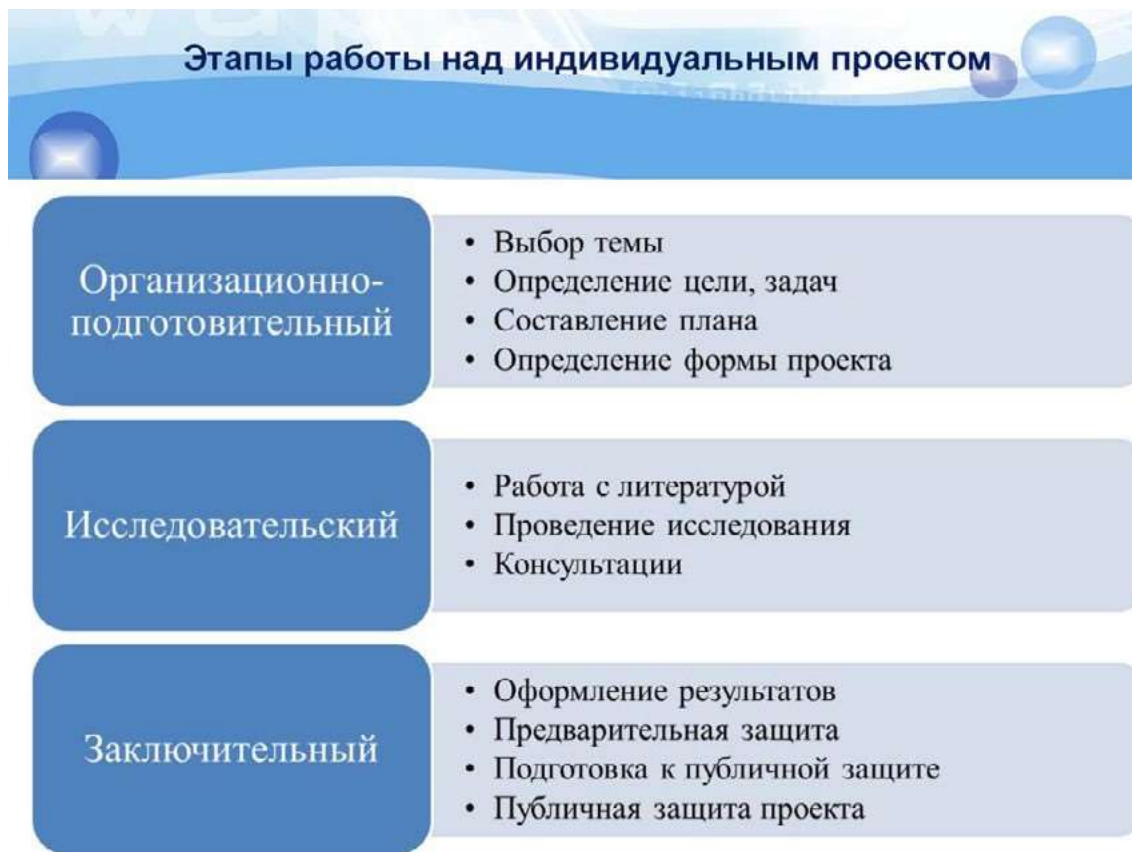 Этапы работы над индивидуальным проектом
Организационно-
подготовительный
• Выбор темы
• Определение цели, задач
• Составление плана
• Определение формы проекта
Исследовательский
• Работа с литературой
• Проведение исследования
• Консультации
Заключительный
• Оформление результатов
• Предварительная защита
• Подготовка к публичной защите
• Публичная защита проекта